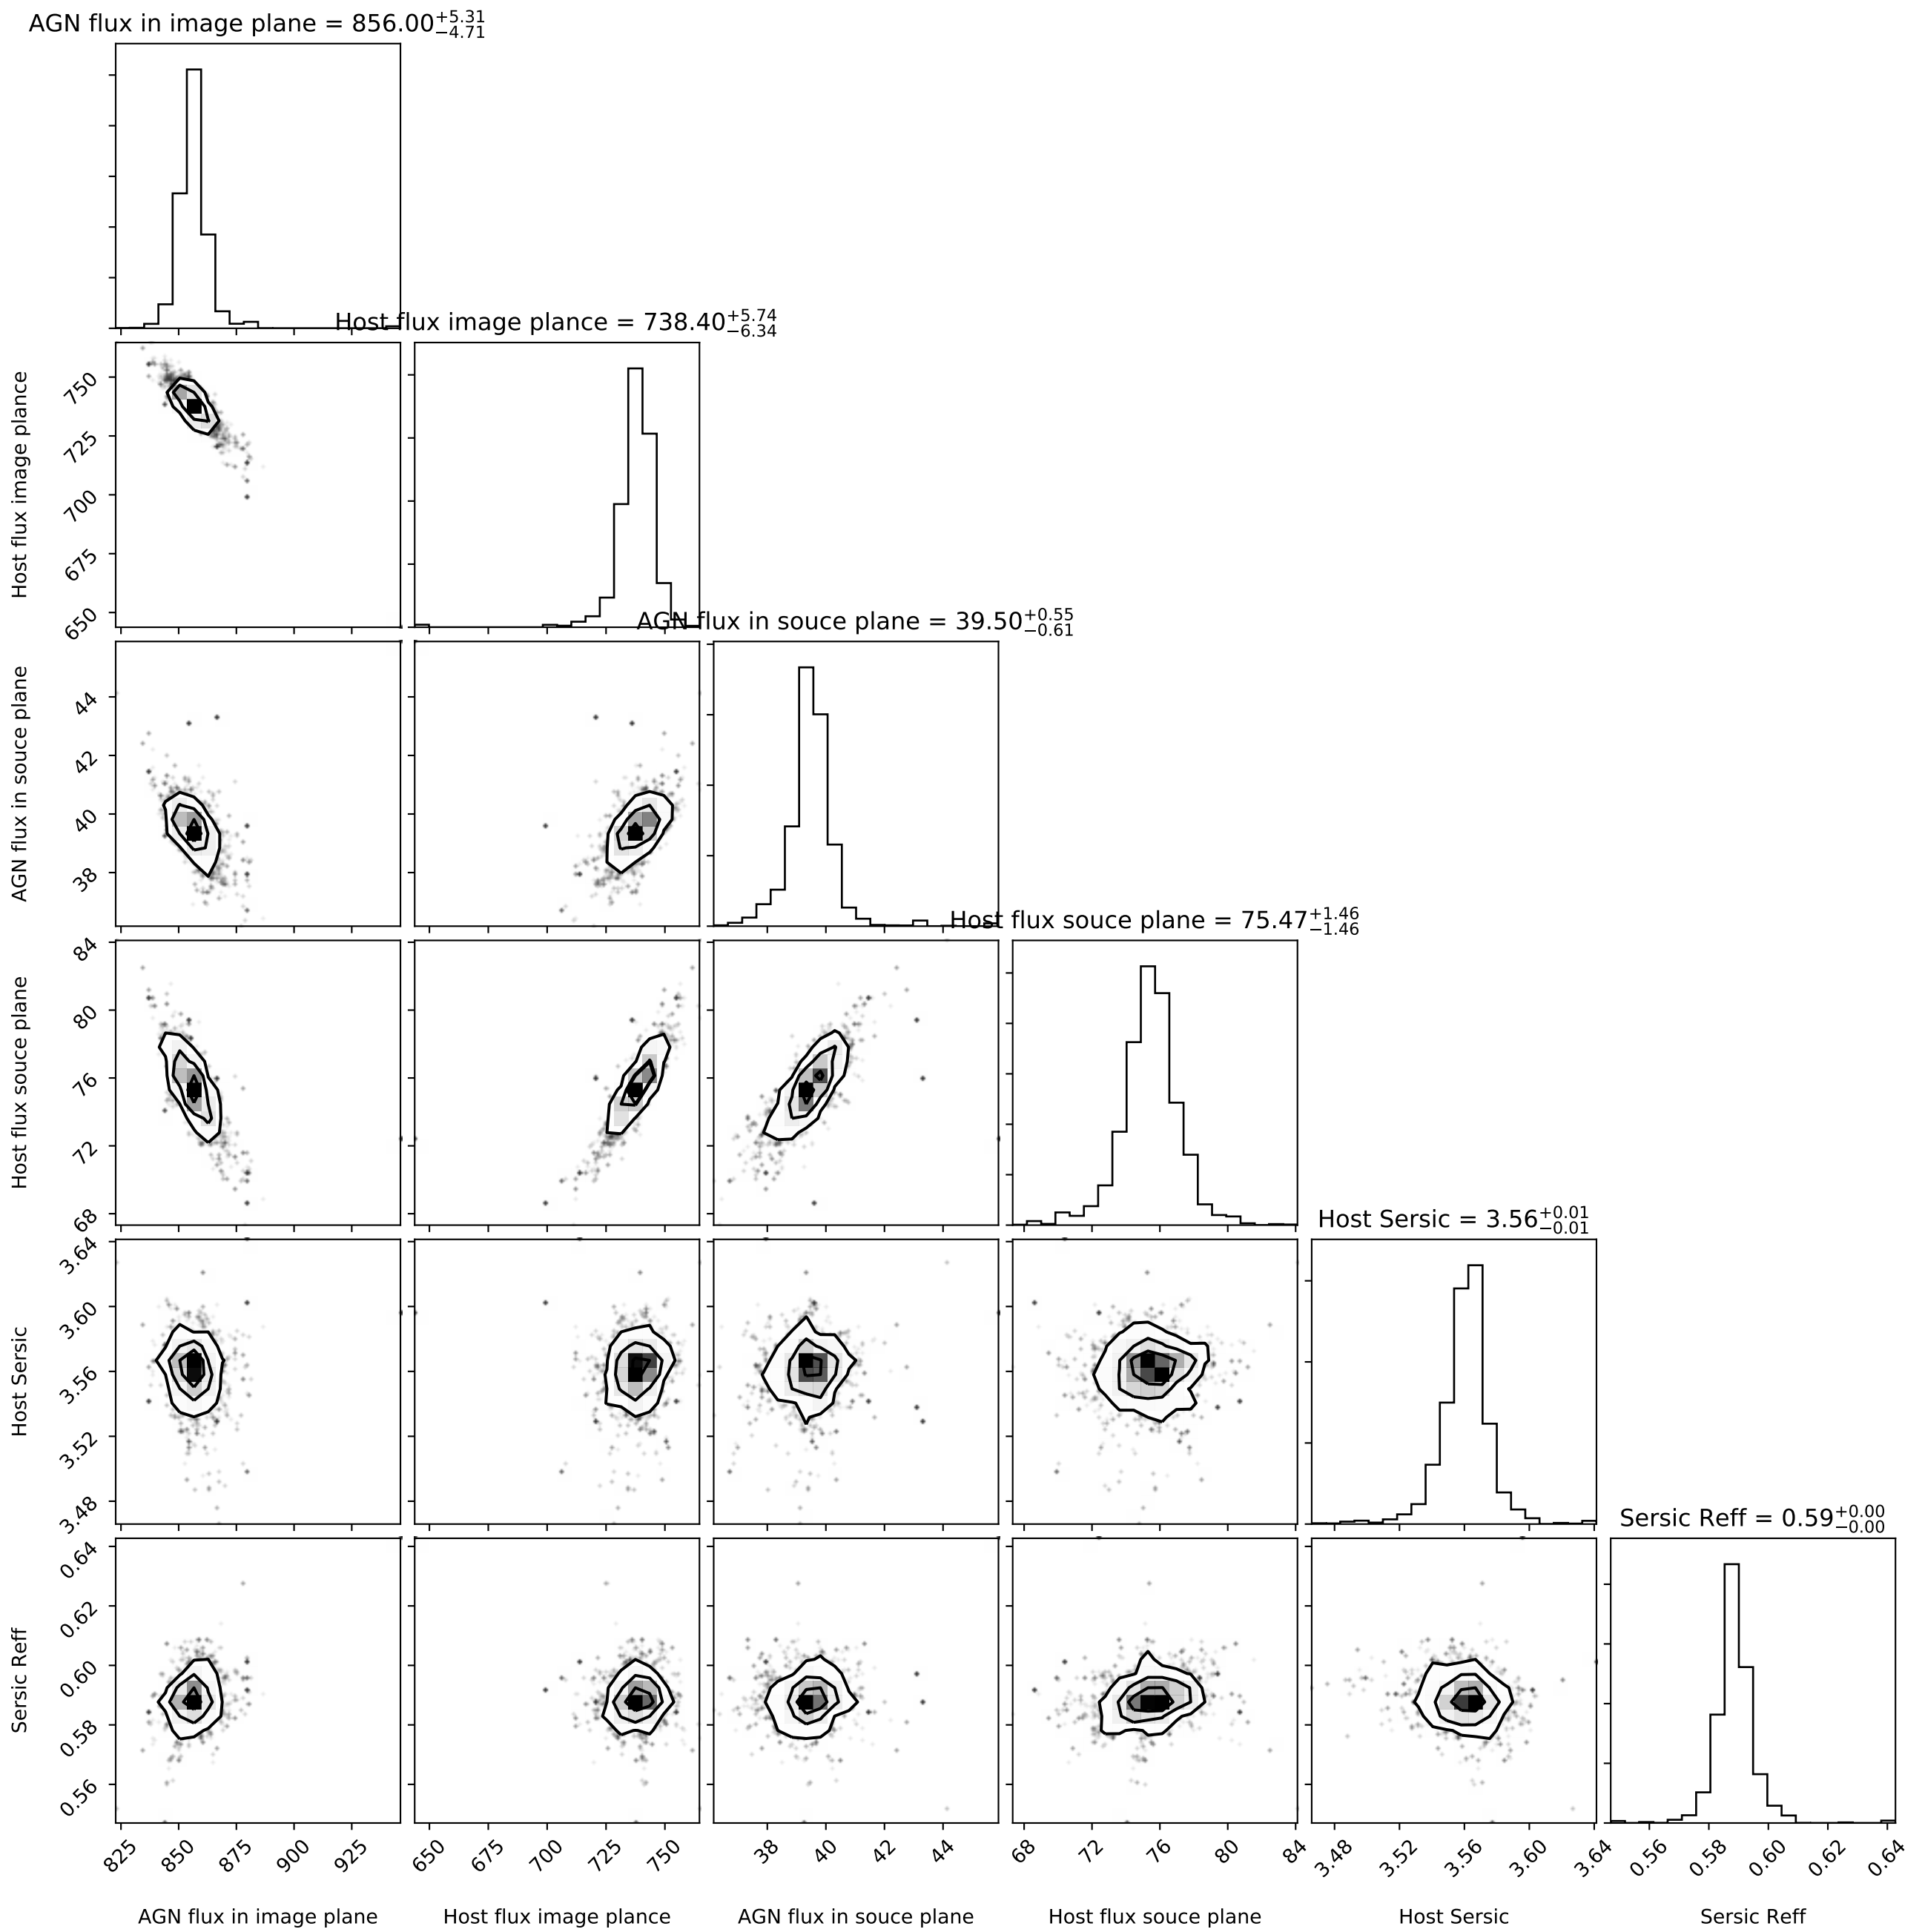 AGN flux in image plane = 856.00+5.31−4.71
Host flux image plance = 738.40+5.74−6.34
Host flux image plance
750
725
700
675
650
AGN flux in souce plane = 39.50+0.55−0.61
AGN flux in souce plane
44
42
40
38
Host flux souce plane = 75.47+1.46−1.46
Host flux souce plane
84
80
76
72
68
Host Sersic = 3.56+0.01−0.01
Host Sersic
3.64
3.60
3.56
3.52
3.48
Sersic Reff = 0.59+0.00−0.00
Sersic Reff
0.64
0.62
0.60
0.58
0.56
825 850 875 900 925 650 675 700 725 750 38 40 42 44 68 72 76 80 84 3.48 3.52 3.56 3.60 3.64 0.56 0.58 0.60 0.62 0.64
AGN flux in image plane Host flux image plance AGN flux in souce plane Host flux souce plane Host Sersic Sersic Reff